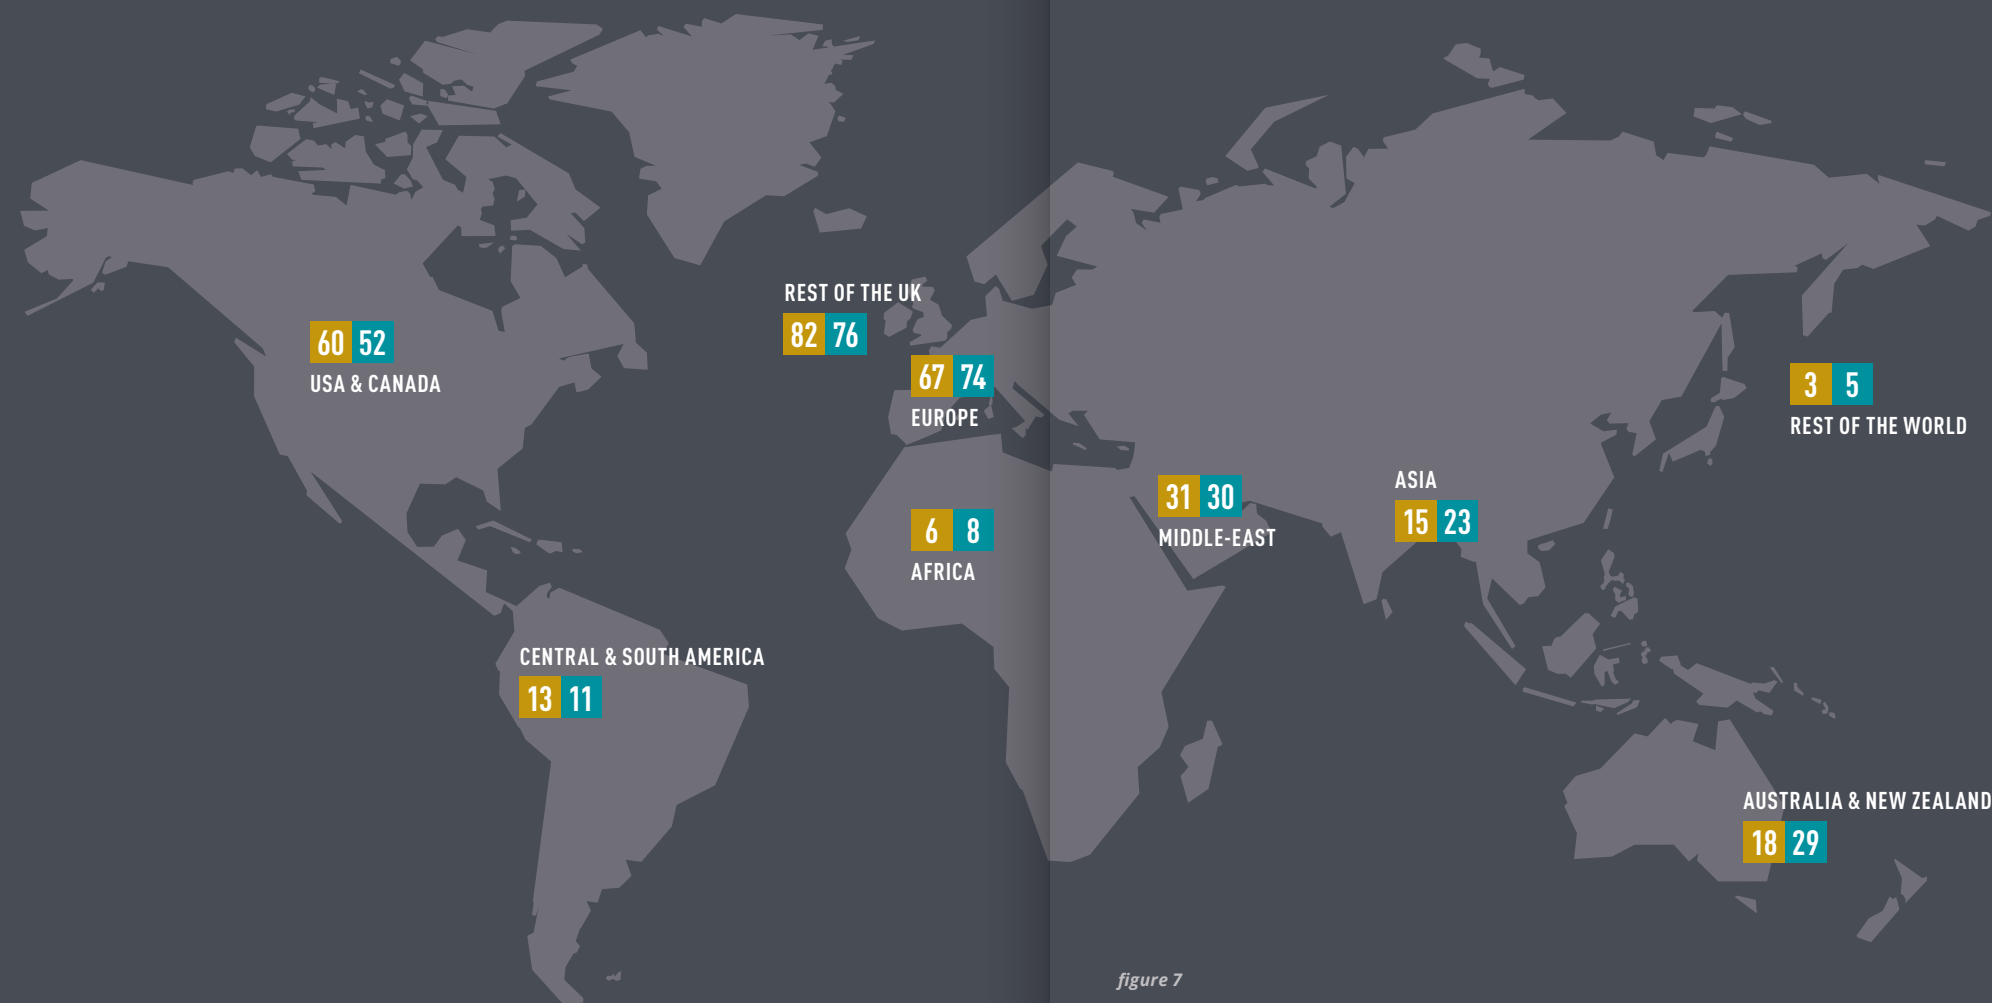 REST OF THE UK
82 76
60 52
USA & CANADA
67 74
EUROPE
3 5
REST OF THE WORLD
31 30
MIDDLE-EAST
ASIA
15 23
6 8
AFRICA
CENTRAL & SOUTH AMERICA
13 11
AUSTRALIA & NEW ZEALAND
18 29
figure 7